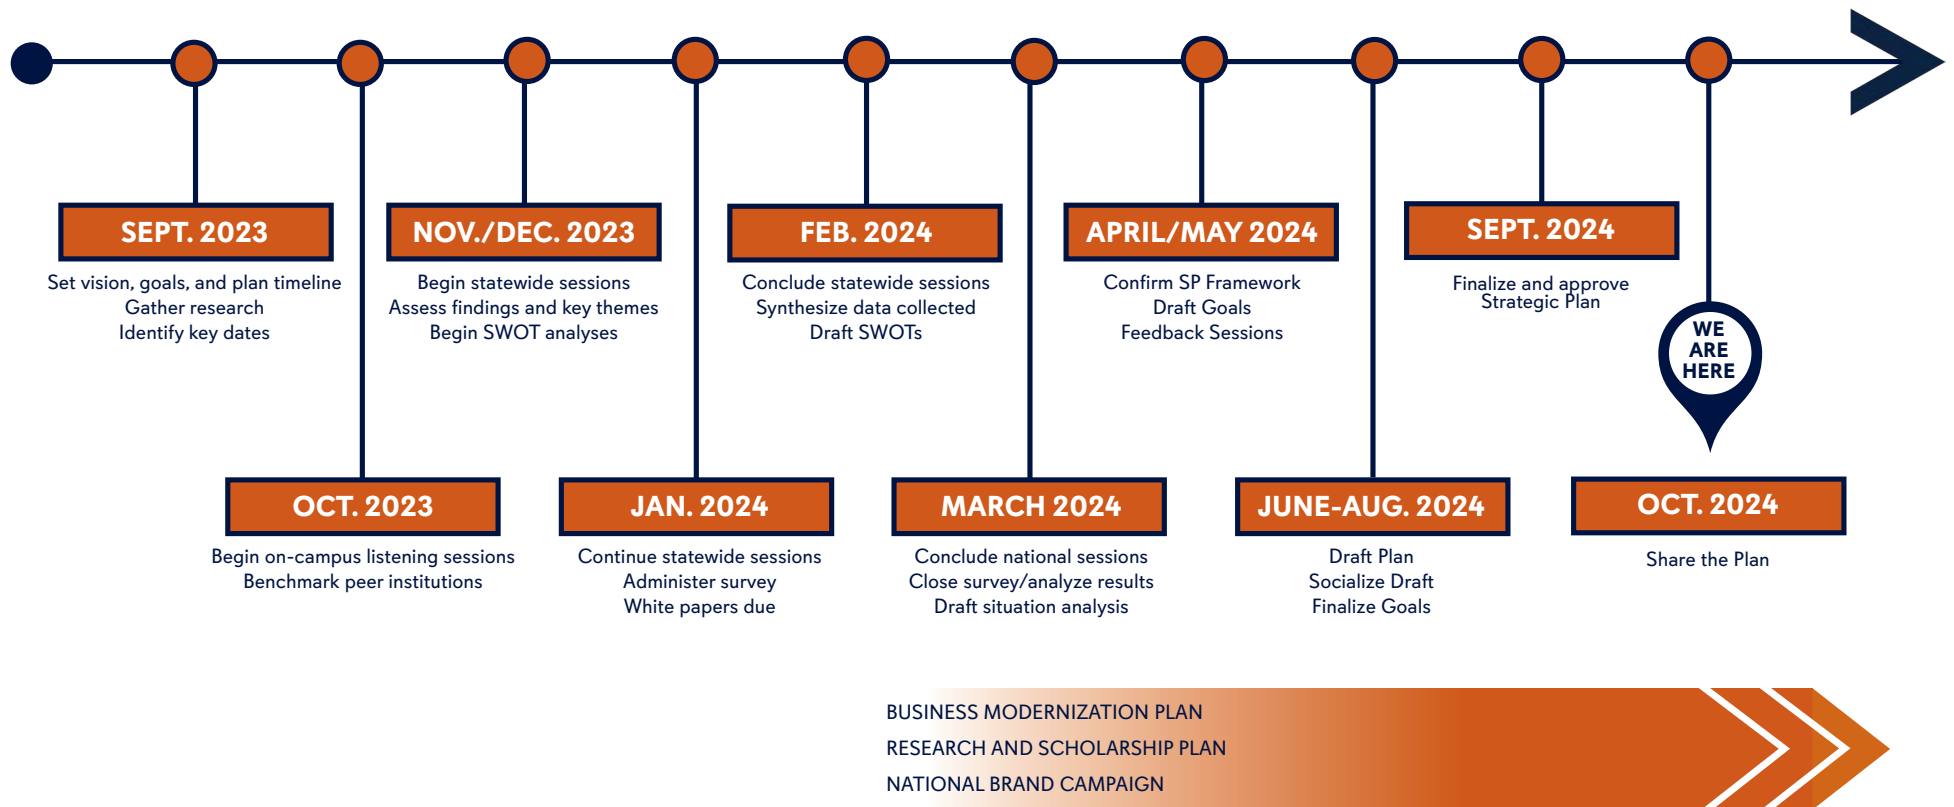 SEPT. 2023
Set vision, goals, and plan timeline
Gather research
Identify key dates
OCT. 2023
Begin on-campus listening sessions
Benchmark peer institutions
NOV./DEC. 2023
Begin statewide sessions
Assess findings and key themes
Begin SWOT analyses
JAN. 2024
Continue statewide sessions
Administer survey
White papers due
FEB. 2024
Conclude statewide sessions
Synthesize data collected
Draft SWOTs
MARCH 2024
Conclude national sessions
Close survey/analyze results
Draft situation analysis
APRIL/MAY 2024
Confirm SP Framework
Draft Goals
Feedback Sessions
JUNE-AUG. 2024
Draft Plan
Socialize Draft
Finalize Goals
SEPT. 2024
Finalize and approve
Strategic Plan
WE
ARE
HERE
OCT. 2024
Share the Plan
BUSINESS MODERNIZATION PLAN
RESEARCH AND SCHOLARSHIP PLAN
NATIONAL BRAND CAMPAIGN